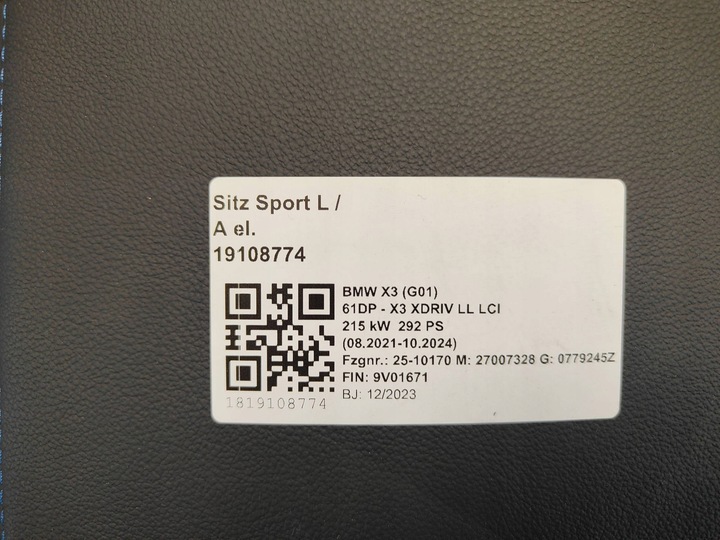 Sitz Sport L /
A el.
19108774
BMW X3 (G01)
61DP - X3 XDRIV LL LCI
215 kW 292 PS
(08.2021-10.2024)
Fzgnr.: 25-10170 M: 27007328 G: 0779245Z
FIN: 9V01671
BJ: 12/2023
1819108774